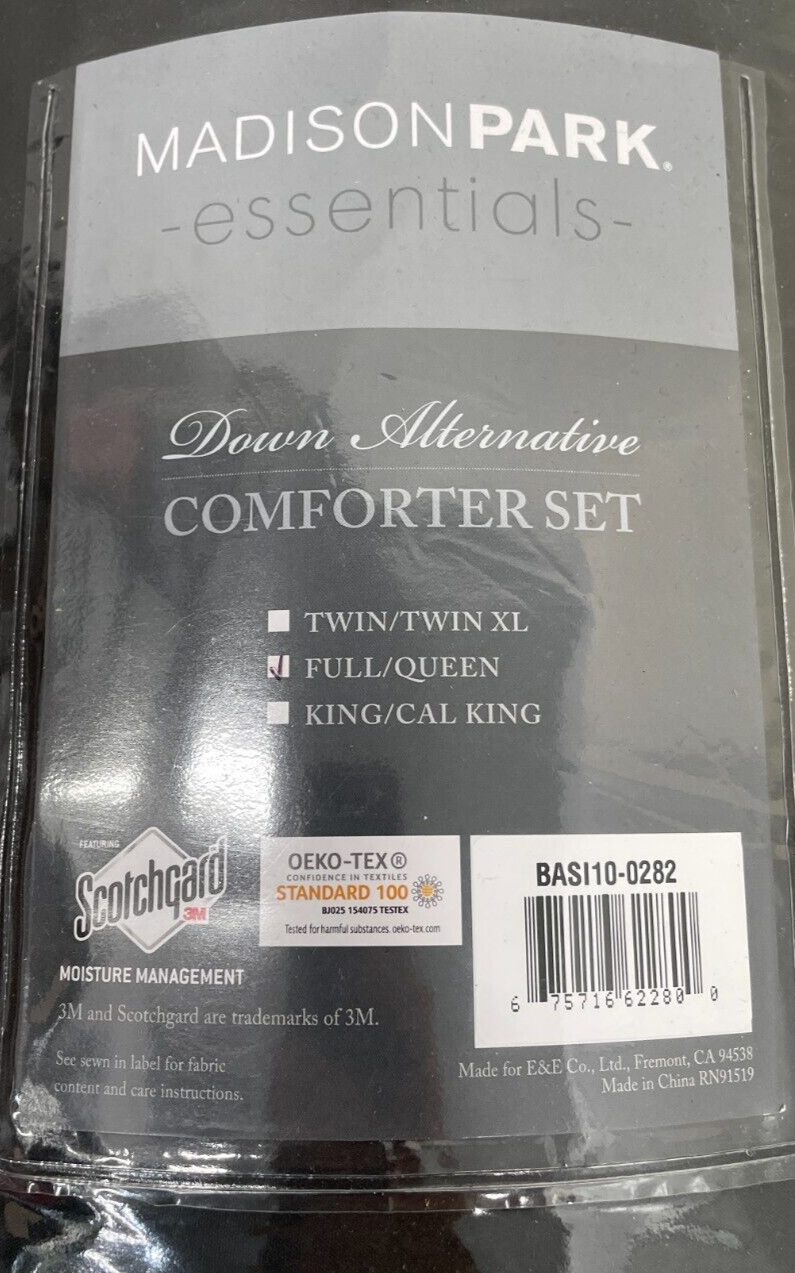 MADISONPARK®
-essentials-
Down Alternative
COMFORTER SET
TWIN/TWIN XL
FULL/QUEEN
KING/CAL KING
FEATURING
Scotchgard
3M
MOISTURE MANAGEMENT
3M and Scotchgard are trademarks of 3M.
See sewn in label for fabric
content and care instructions.
OEKO-TEX®
CONFIDENCE IN TEXTILES
STANDARD 100
BJ025 154075 TESTEX
Tested for harmful substances. oeko-tex.com
BASI10-0282
6 75716 62280 0
Made for E&E Co., Ltd., Fremont, CA 94538
Made in China RN91519